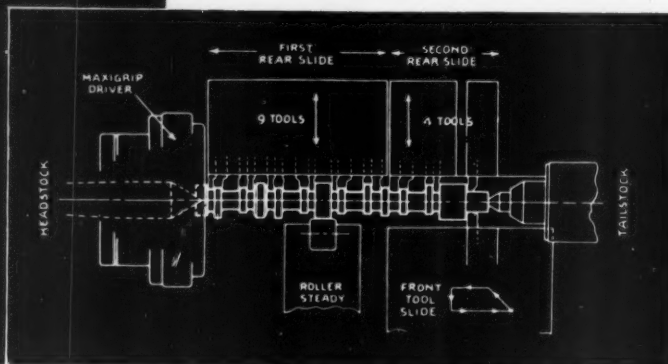 FIRST
REAR SLIDE
SECOND
REAR SLIDE
MAXIGRIP
DRIVER
9 TOOLS
4 TOOLS
HEADSTOCK
TAILSTOCK
ROLLER
STEADY
FRONT
TOOL
SLIDE